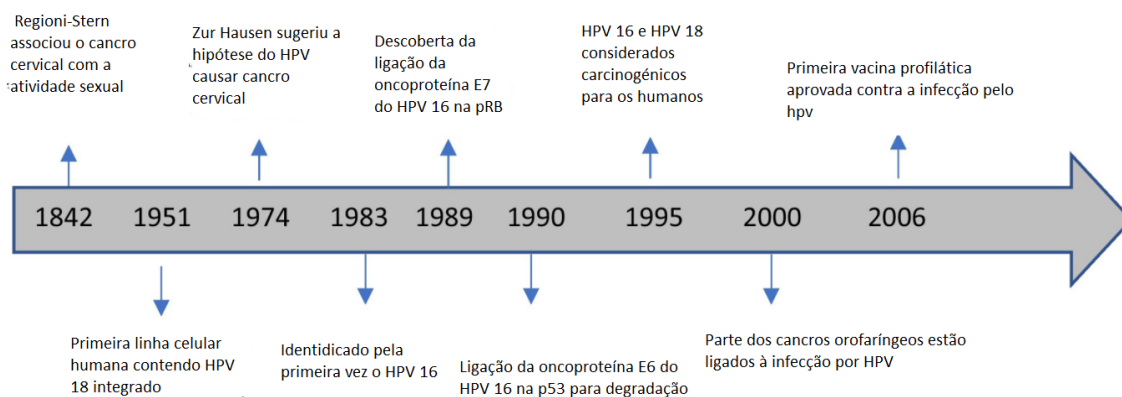 Regioni-Stern
associou o cancro
cervical com a
atividade sexual
Zur Hausen sugeriu a
hipótese do HPV
causar cancro
cervical
Descoberta da
ligação da
oncoproteína E7
do HPV 16 na pRB
HPV 16 e HPV 18
considerados
carcinogénicos
para os humanos
Primeira vacina profilática
aprovada contra a infecção pelo
hpv
1842 1951 1974 1983 1989 1990 1995 2000 2006
Primeira linha celular
humana contendo HPV
18 integrado
Identidicado pela
primeira vez o HPV 16
Ligação da oncoproteína E6 do
HPV 16 na p53 para degradação
Parte dos cancros orofaríngeos estão
ligados à infecção por HPV